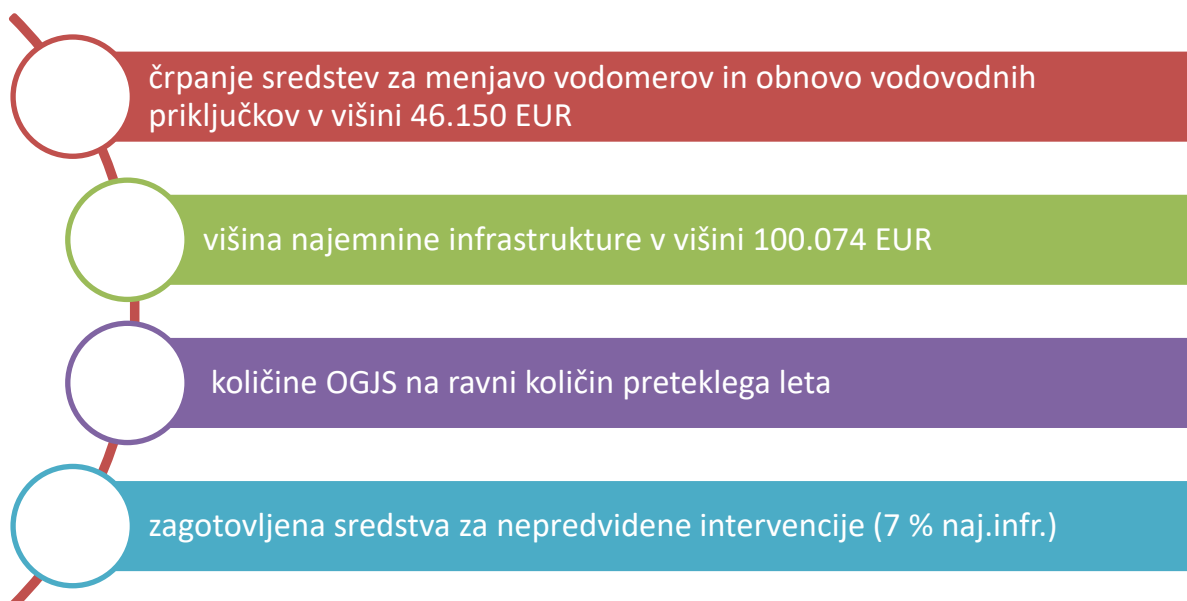 črpanje sredstev za menjavo vodomerov in obnovo vodovodnih
priključkov v višini 46.150 EUR
višina najemnine infrastrukture v višini 100.074 EUR
količine OGJS na ravni količin preteklega leta
zagotovljena sredstva za nepredvidene intervencije (7 % naj.infr.)